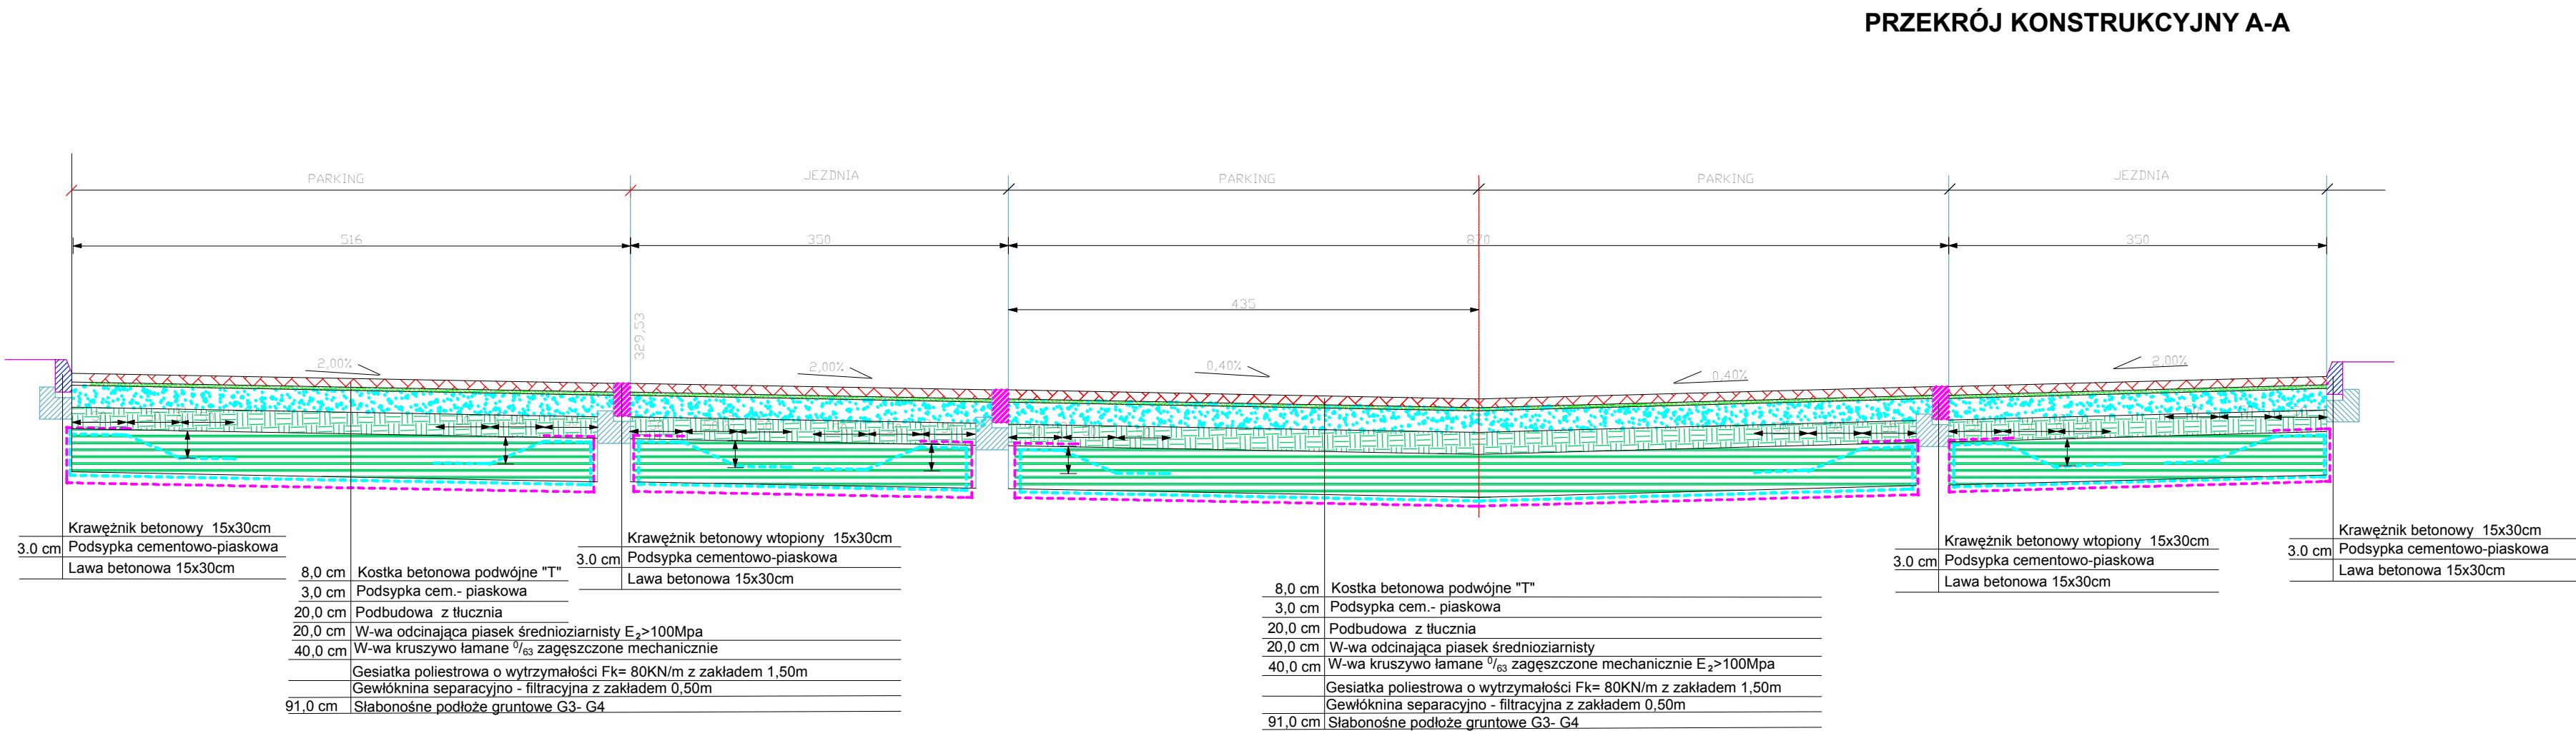 PRZEKRÓJ KONSTRUKCYJNY A-A
PARKING
JEZDNIA
PARKING
PARKING
JEZDNIA
516
350
870
350
435
329,53
2,00%
2,00%
0,40%
0,40%
2,00%
Krawężnik betonowy 15x30cm
3.0 cm Podsypka cementowo-piaskowa
Lawa betonowa 15x30cm
8,0 cm Kostka betonowa podwójne "T"
3,0 cm Podsypka cem.- piaskowa
20,0 cm Podbudowa z tłucznia
20,0 cm W-wa odcinająca piasek średnioziarnisty E₂>100Mpa
40,0 cm W-wa kruszywo łamane ⁰/₆₃ zagęszczone mechanicznie
Gesiatka poliestrowa o wytrzymałości Fk= 80KN/m z zakładem 1,50m
Gewłóknina separacyjno - filtracyjna z zakładem 0,50m
91,0 cm Słabonośne podłoże gruntowe G3- G4
Krawężnik betonowy wtopiony 15x30cm
3.0 cm Podsypka cementowo-piaskowa
Lawa betonowa 15x30cm
8,0 cm Kostka betonowa podwójne "T"
3,0 cm Podsypka cem.- piaskowa
20,0 cm Podbudowa z tłucznia
20,0 cm W-wa odcinająca piasek średnioziarnisty
40,0 cm W-wa kruszywo łamane ⁰/₆₃ zagęszczone mechanicznie E₂>100Mpa
Gesiatka poliestrowa o wytrzymałości Fk= 80KN/m z zakładem 1,50m
Gewłóknina separacyjno - filtracyjna z zakładem 0,50m
91,0 cm Słabonośne podłoże gruntowe G3- G4
Krawężnik betonowy wtopiony 15x30cm
3.0 cm Podsypka cementowo-piaskowa
Lawa betonowa 15x30cm
Krawężnik betonowy 15x30cm
3.0 cm Podsypka cementowo-piaskowa
Lawa betonowa 15x30cm